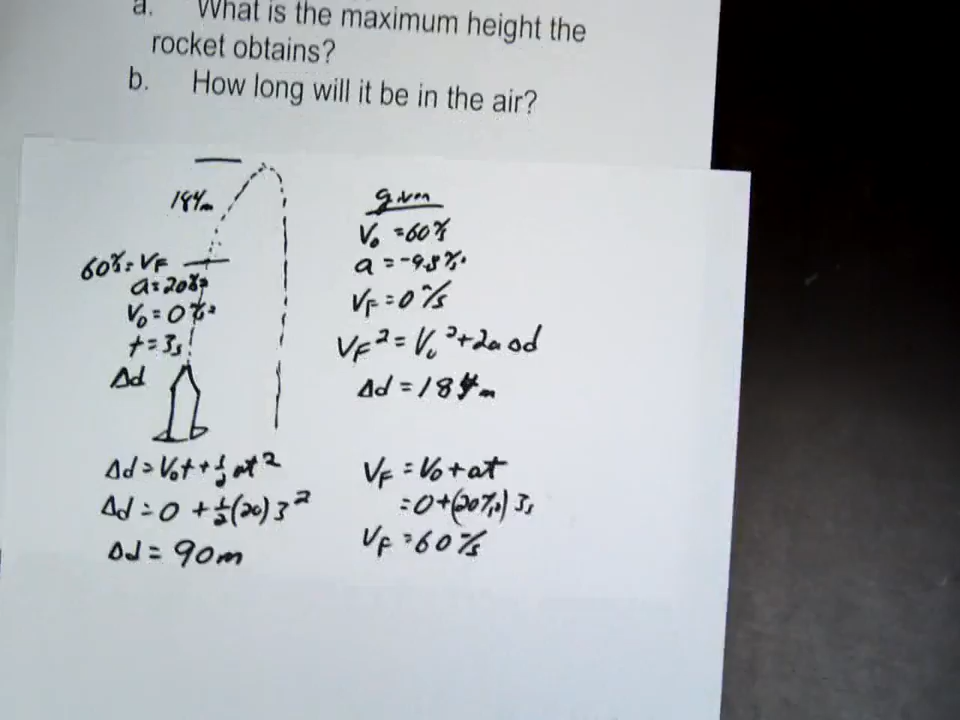 a. What is the maximum height the
rocket obtains?
b. How long will it be in the air?
184m
60m/s = VF
a = 20m/s²
V₀ = 0m/s²
t = 3s
Δd
given
V₀ = 60m/s
a = -9.8m/s²
VF = 0m/s
VF² = V₀² + 2aΔd
Δd = 184m
Δd = V₀t + ½at²
Δd = 0 + ½(20)3²
Δd = 90m
VF = V₀ + at
= 0 + (20m/s²) 3s
VF = 60m/s